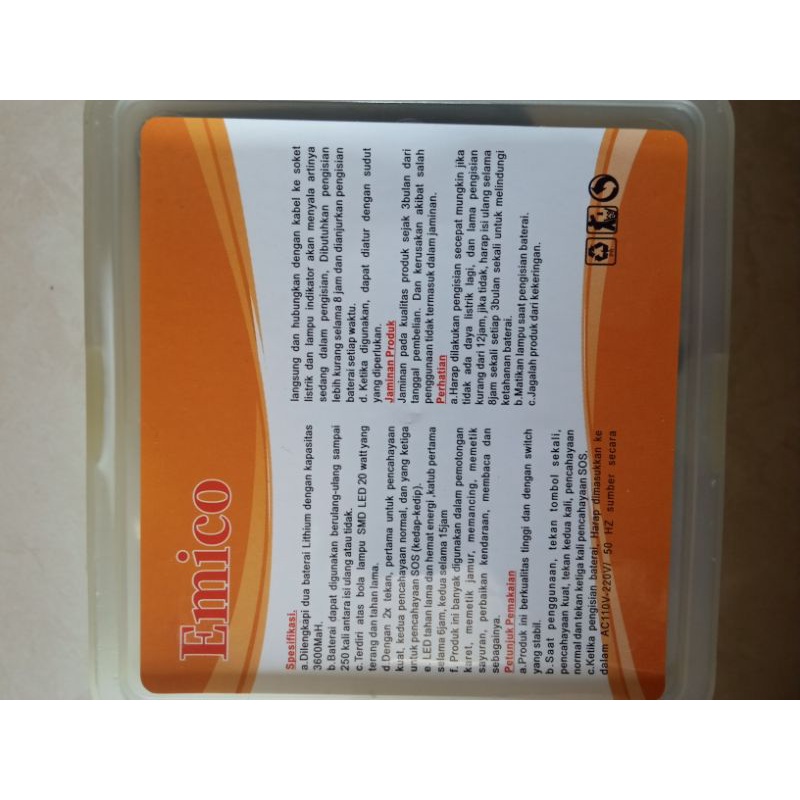 Emico
Spesifikasi.
a.Dilengkapi dua baterai Lithium dengan kapasitas
3600MaH.
b.Baterai dapat digunakan berulang-ulang sampai
250 kali antara isi ulang atau tidak.
c.Terdiri atas bola lampu SMD LED 20 watt yang
terang dan tahan lama.
d.Dengan 2x tekan, pertama untuk pencahayaan
kuat, kedua pencahayaan normal, dan yang ketiga
untuk pencahayaan SOS (kedap-kedip).
e. LED tahan lama dan hemat energi ,katub pertama
selama 6jam, kedua selama 15jam
f. Produk ini banyak digunakan dalam pemotongan
karet, memetik jamur, memancing, memetik
sayuran, perbaikan kendaraan, membaca dan
sebagainya.
Petunjuk Pemakaian
a.Produk ini berkualitas tinggi dan dengan switch
yang stabil.
b. Saat penggunaan, tekan tombol sekali,
pencahayaan kuat, tekan kedua kali, pencahayaan
normal dan tekan ketiga kali pencahayaan SOS.
c.Ketika pengisian baterai, Harap dimasukkan ke
dalam AC110V-220V/ 50 HZ sumber secara
langsung dan hubungkan dengan kabel ke soket
listrik dan lampu indikator akan menyala artinya
sedang dalam pengisian, Dibutuhkan pengisian
lebih kurang selama 8 jam dan dianjurkan pengisian
baterai setiap waktu.
d. Ketika digunakan, dapat diatur dengan sudut
yang diperlukan.
Jaminan Produk
Jaminan pada kualitas produk sejak 3bulan dari
tanggal pembelian. Dan kerusakan akibat salah
penggunaan tidak termasuk dalam jaminan.
Perhatian
a.Harap dilakukan pengisian secepat mungkin jika
tidak ada daya listrik lagi, dan lama pengisian
kurang dari 12jam, jika tidak, harap isi ulang selama
8jam sekali setiap 3bulan sekali untuk melindungi
ketahanan baterai.
b.Matikan lampu saat pengisian baterai.
c.Jagalah produk dari kekeringan.